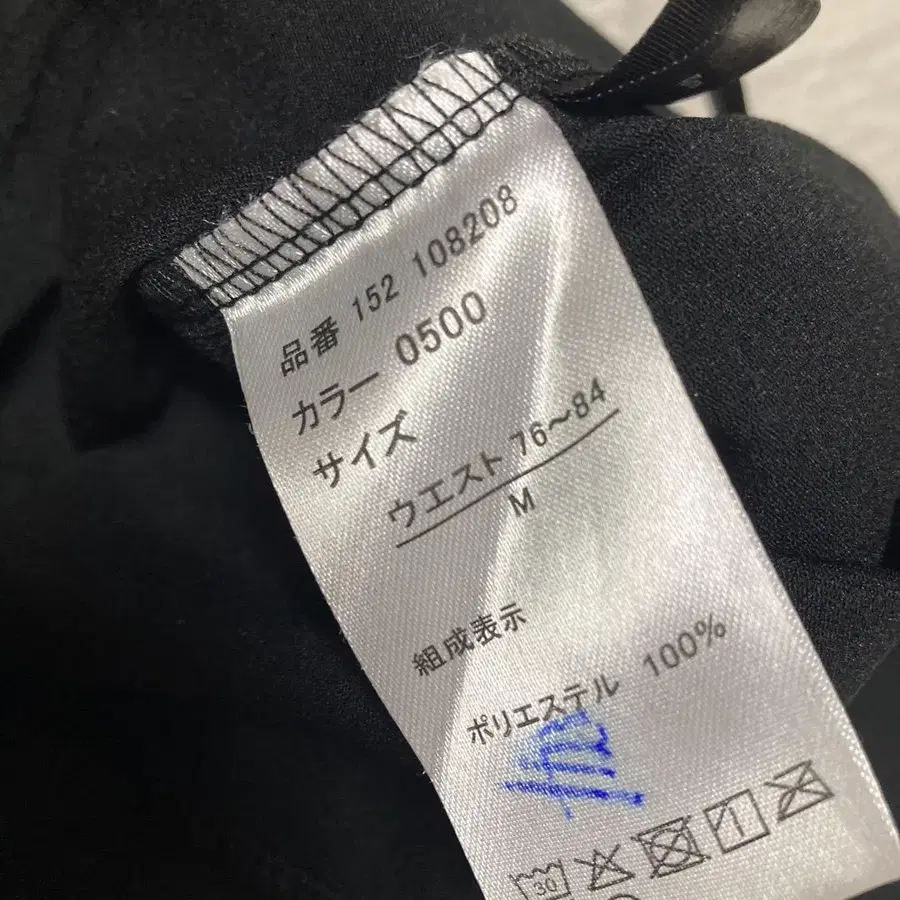 品番 152 108208
カラー 0500
サイズ
ウエスト 76～84
M
組成表示
ポリエステル 100%
30